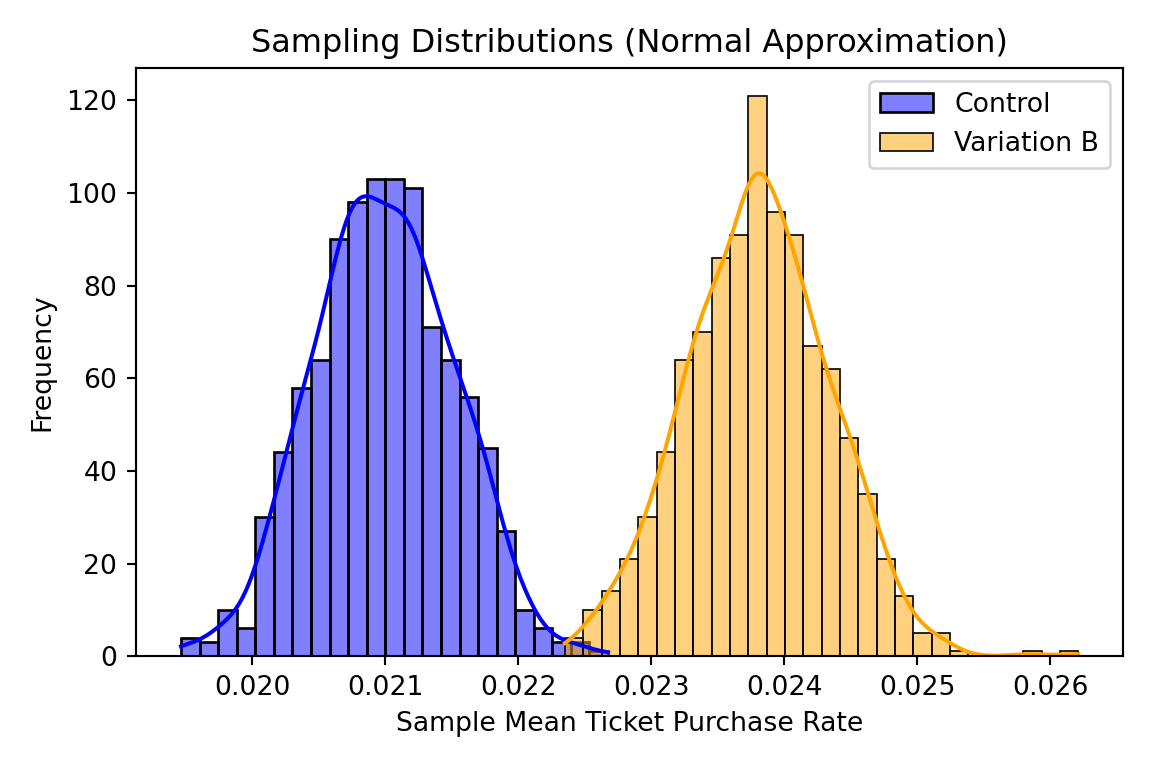 Sampling Distributions (Normal Approximation)
Control
Variation B
Frequency
120
100
80
60
40
20
0
0.020 0.021 0.022 0.023 0.024 0.025 0.026
Sample Mean Ticket Purchase Rate